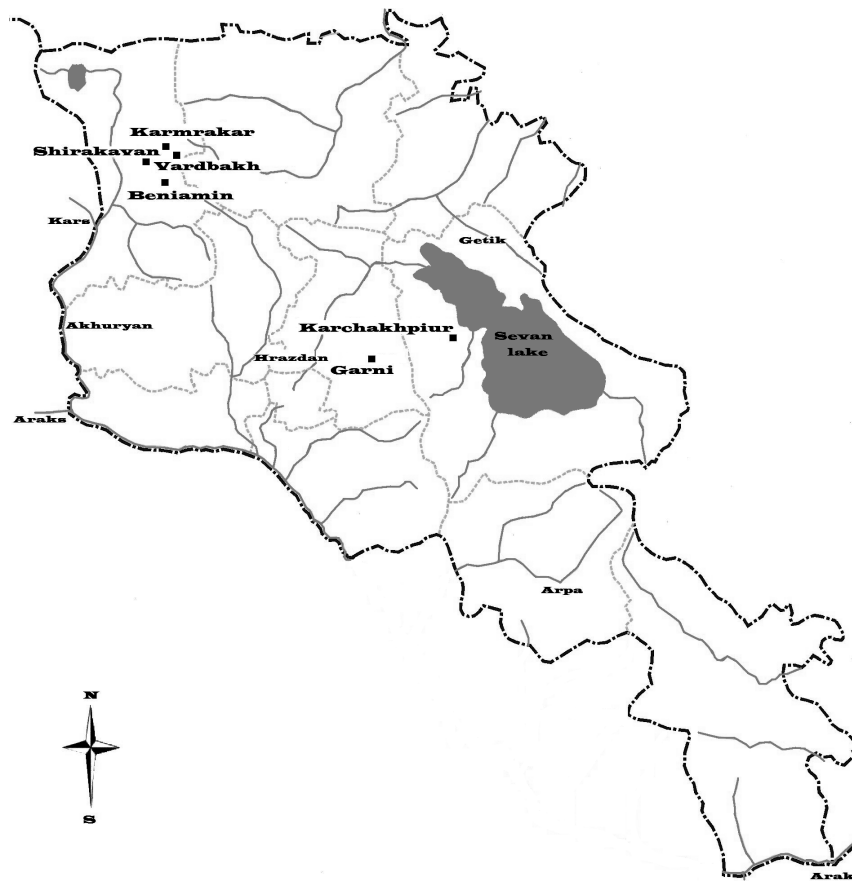 Karmrakar
Shirakavan
Vardbakh
Beniamin
Kars
Getik
Akhuryan
Karchakhpiur
Sevan
lake
Hrazdan
Garni
Araks
Arpa
N
S
Arak